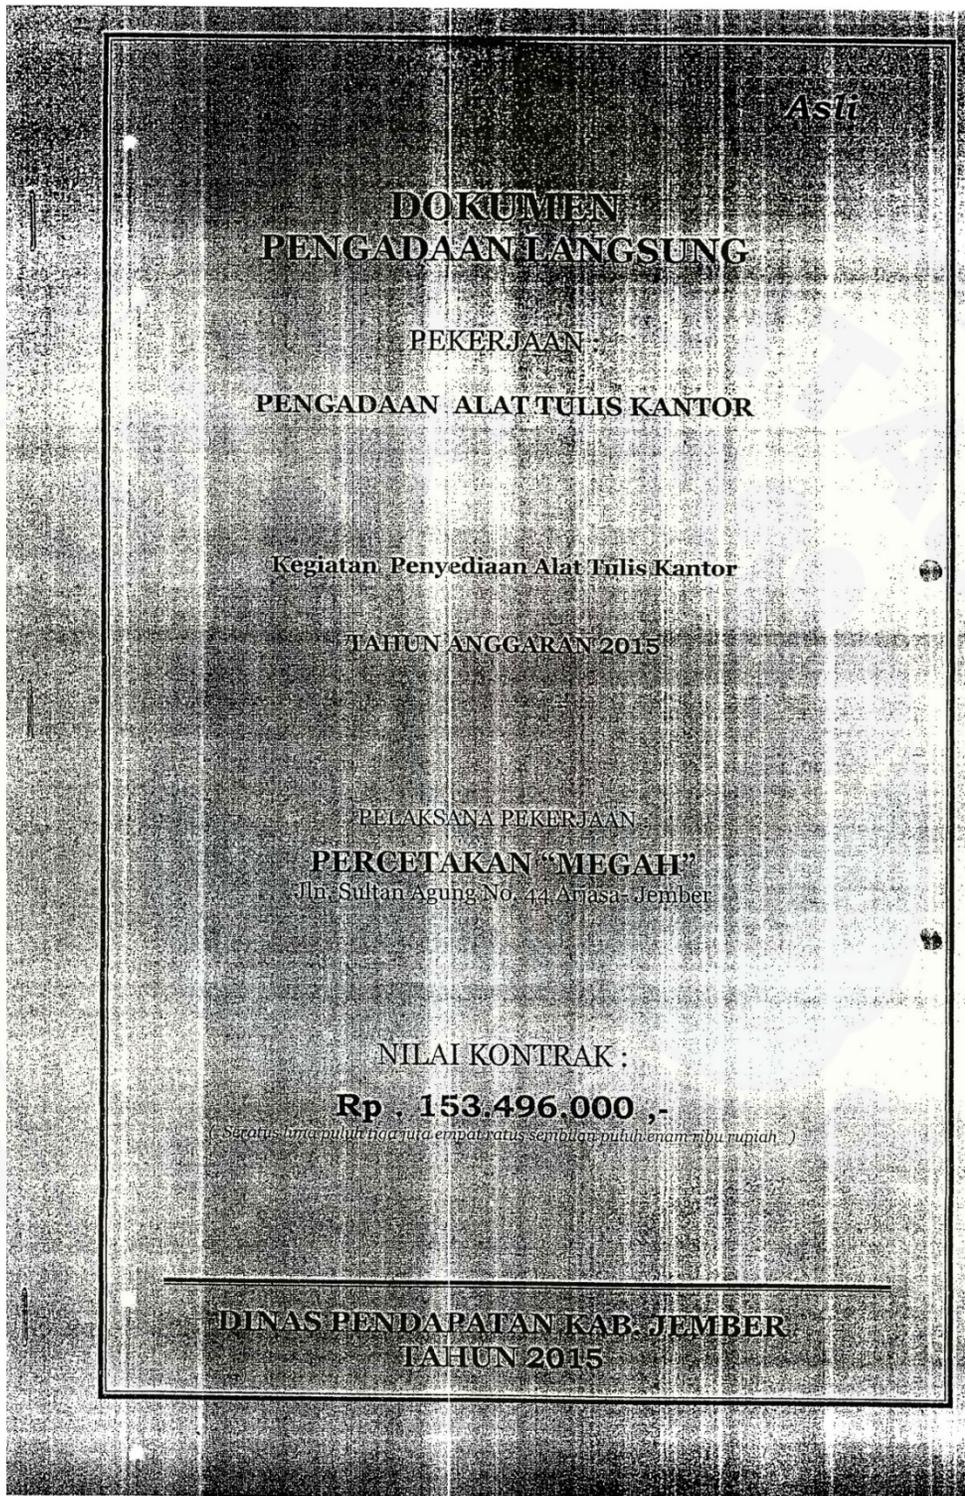 Asli
DOKUMEN
PENGADAAN LANGSUNG
PEKERJAAN :
PENGADAAN ALAT TULIS KANTOR
Kegiatan Penyediaan Alat Tulis Kantor
TAHUN ANGGARAN 2015
PELAKSANA PEKERJAAN :
PERCETAKAN “MEGAH”
Jln. Sultan Agung No. 44 Arjasa- Jember
NILAI KONTRAK :
Rp . 153.496.000 ,-
( Seratus lima puluh tiga juta empat ratus sembilan puluh enam ribu rupiah )
DINAS PENDAPATAN KAB. JEMBER
TAHUN 2015